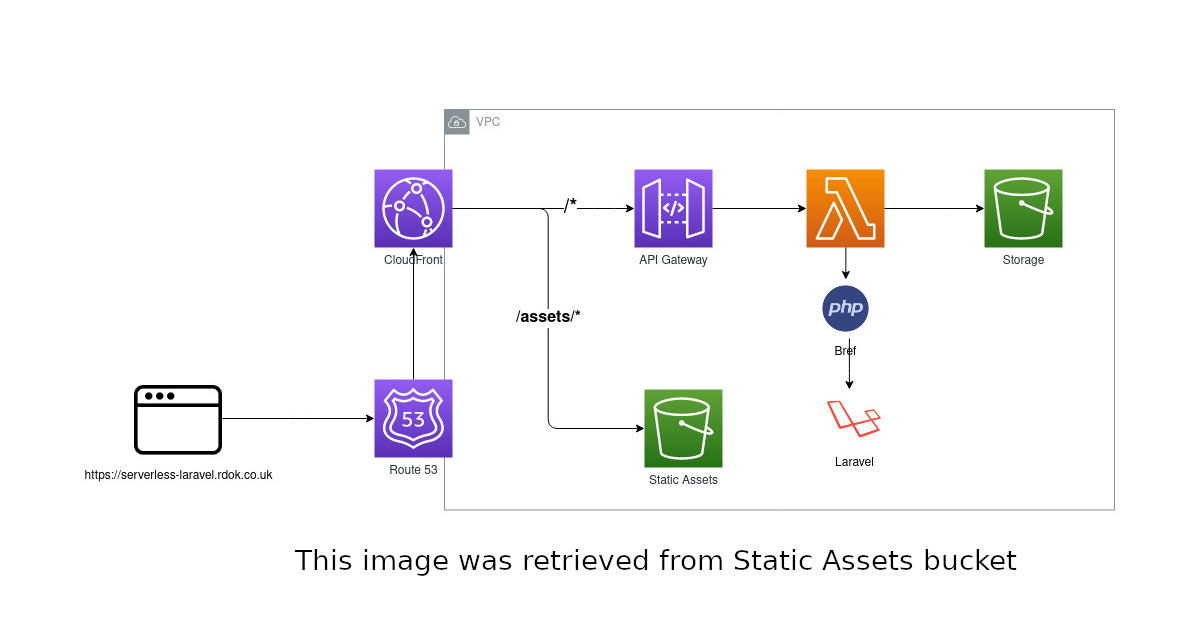 VPC
/*
CloudFront
API Gateway
</>
Storage
php
/assets/*
Bref
53
Route 53
https://serverless-laravel.rdok.co.uk
Static Assets
Laravel
This image was retrieved from Static Assets bucket